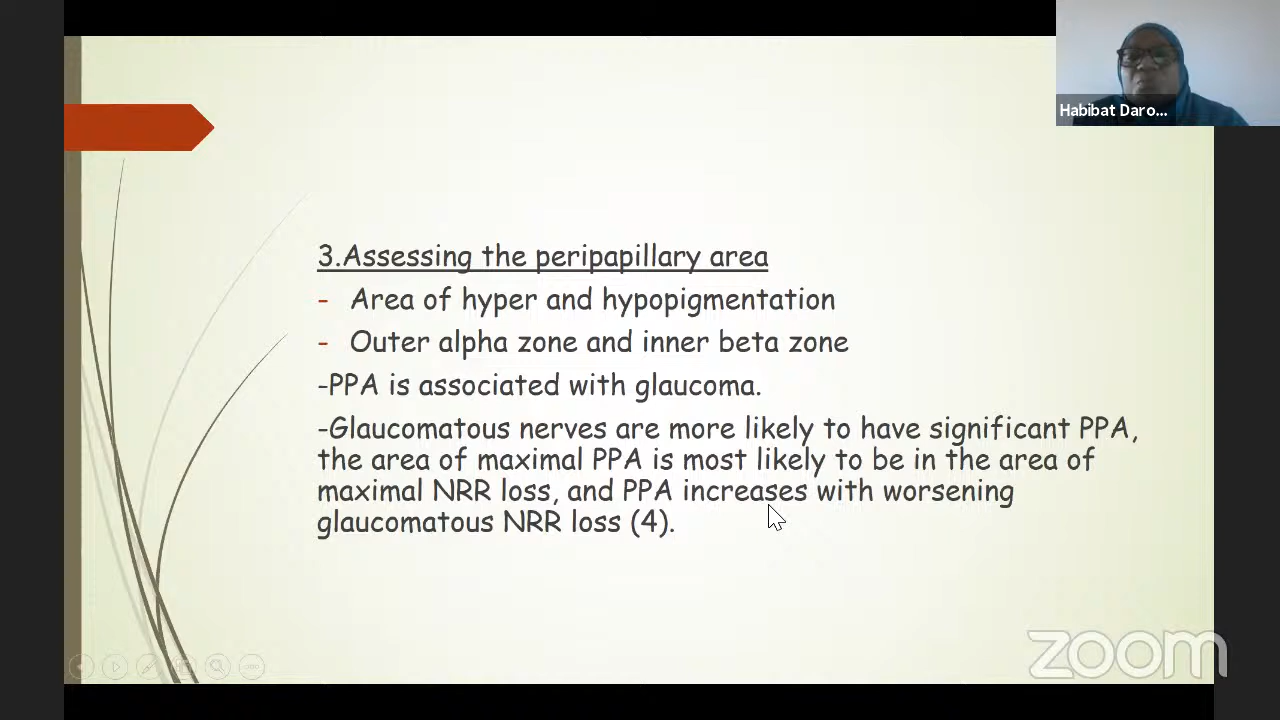 Habibat Daro...
3.Assessing the peripapillary area
- Area of hyper and hypopigmentation
- Outer alpha zone and inner beta zone
-PPA is associated with glaucoma.
-Glaucomatous nerves are more likely to have significant PPA,
the area of maximal PPA is most likely to be in the area of
maximal NRR loss, and PPA increases with worsening
glaucomatous NRR loss (4).
zoom